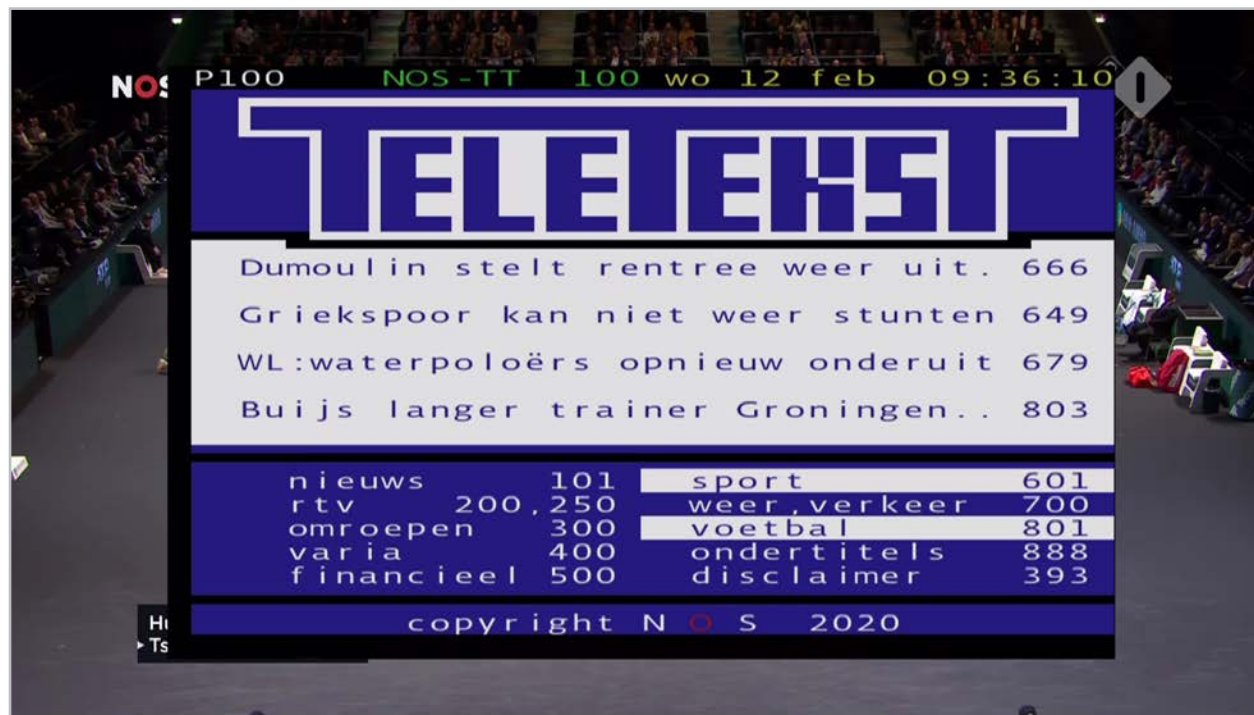 NOS
P100 NOS-TT 100 wo 12 feb 09:36:10
TELETEKST
Dumoulin stelt rentree weer uit. 666
Griekspoor kan niet weer stunten 649
WL:waterpoloërs opnieuw onderuit 679
Buijs langer trainer Groningen.. 803
nieuws 101 sport 601
rtv 200,250 weer,verkeer 700
omroepen 300 voetbal 801
varia 400 ondertitels 888
financieel 500 disclaimer 393
copyright NOS 2020
Hu
Ts